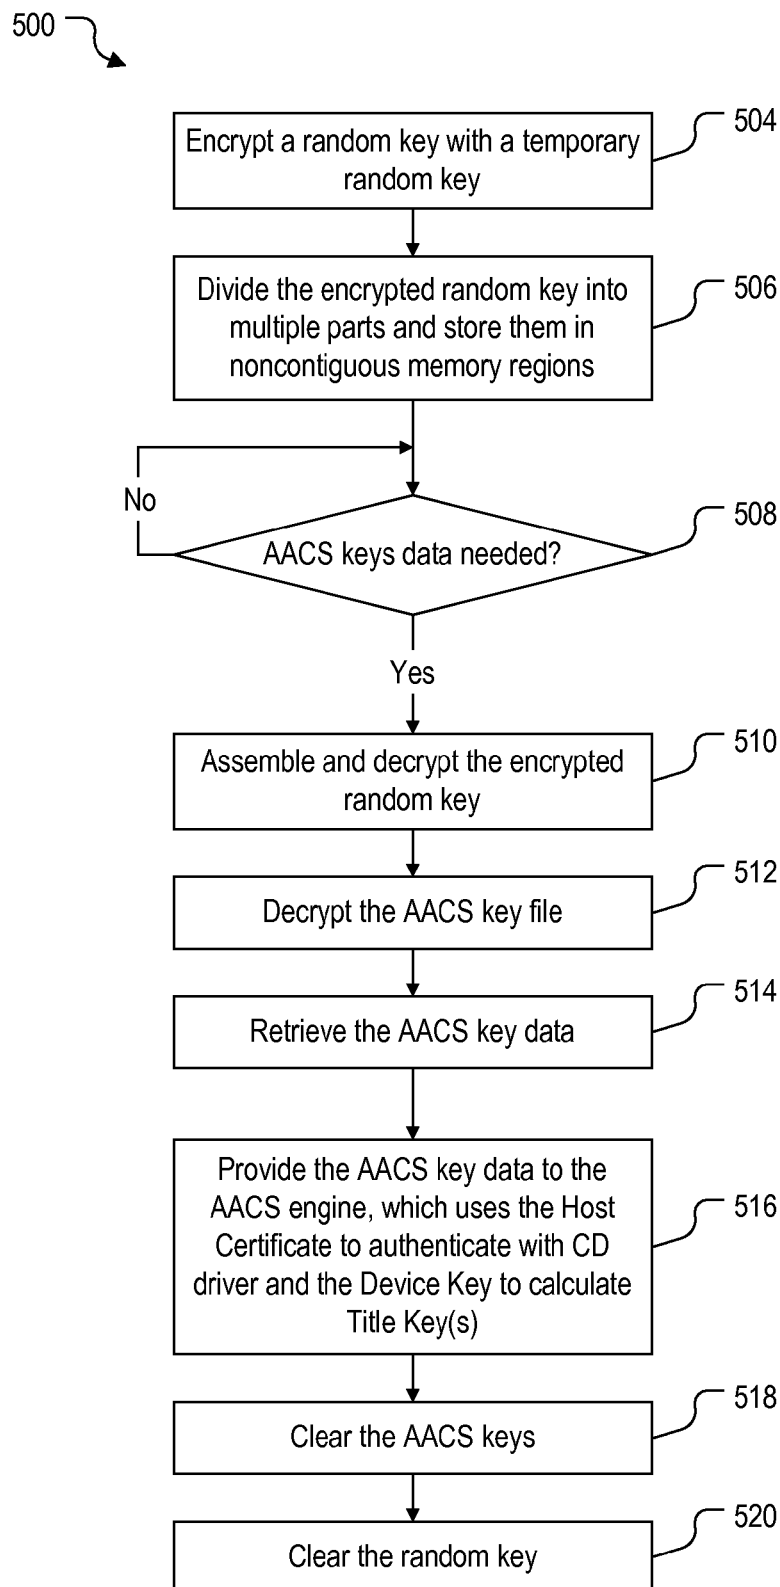 500
504
Encrypt a random key with a temporary
random key
506
Divide the encrypted random key into
multiple parts and store them in
noncontiguous memory regions
No
508
AACS keys data needed?
Yes
510
Assemble and decrypt the encrypted
random key
512
Decrypt the AACS key file
514
Retrieve the AACS key data
516
Provide the AACS key data to the
AACS engine, which uses the Host
Certificate to authenticate with CD
driver and the Device Key to calculate
Title Key(s)
518
Clear the AACS keys
520
Clear the random key